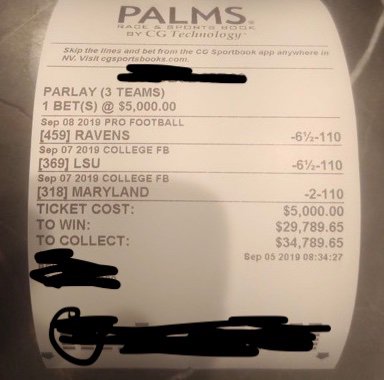 PALMS®
RACE & SPORTS BOOK
BY CG Technology™
Skip the lines and bet from the CG Sportbook app anywhere in
NV. Visit cgsportsbooks.com.
PARLAY (3 TEAMS)
1 BET(S) @ $5,000.00
Sep 08 2019 PRO FOOTBALL
[459] RAVENS -6½-110
Sep 07 2019 COLLEGE FB
[369] LSU -6½-110
Sep 07 2019 COLLEGE FB
[318] MARYLAND -2-110
TICKET COST: $5,000.00
TO WIN: $29,789.65
TO COLLECT: $34,789.65
Sep 05 2019 08:34:27